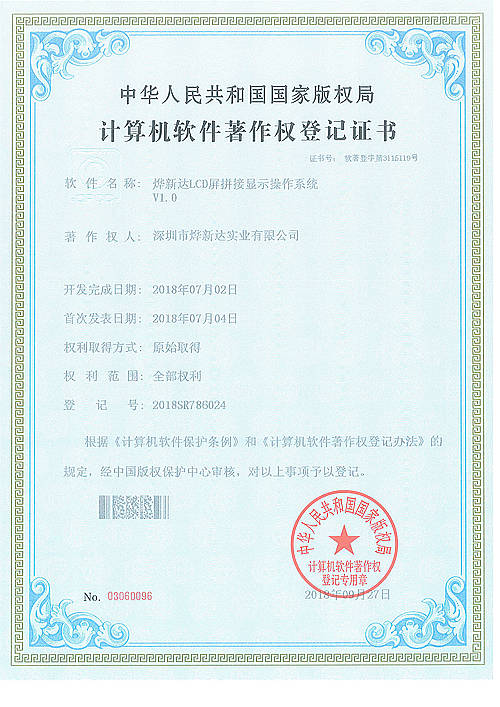 中华人民共和国国家版权局
计算机软件著作权登记证书
证书号： 软著登字第3115119号
软件名称： 烨新达LCD屏拼接显示操作系统
V1.0
著作权人： 深圳市烨新达实业有限公司
开发完成日期： 2018年07月02日
首次发表日期： 2018年07月04日
权利取得方式： 原始取得
权利范围： 全部权利
登记号： 2018SR786024
根据《计算机软件保护条例》和《计算机软件著作权登记办法》的
规定，经中国版权保护中心审核，对以上事项予以登记。
中华人民共和国国家版权局
计算机软件著作权
登记专用章
No. 03060096
2018年09月27日